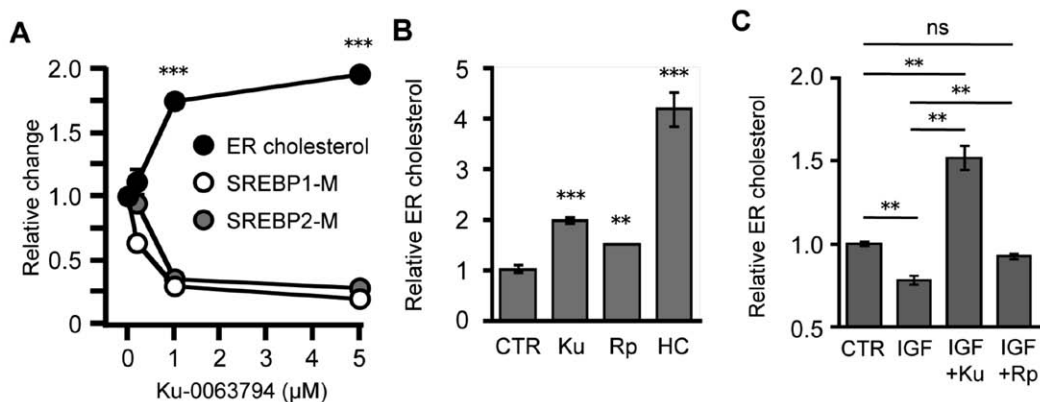 A
***
***
2.0
1.5
1.0
0.5
0
Relative change
ER cholesterol
SREBP1-M
SREBP2-M
0 1 2 3 4 5
Ku-0063794 (µM)
B
***
***
**
5
4
3
2
1
0
Relative ER cholesterol
CTR Ku Rp HC
C
ns
**
**
**
**
2.0
1.5
1.0
0.5
Relative ER cholesterol
CTR IGF IGF IGF
+Ku +Rp